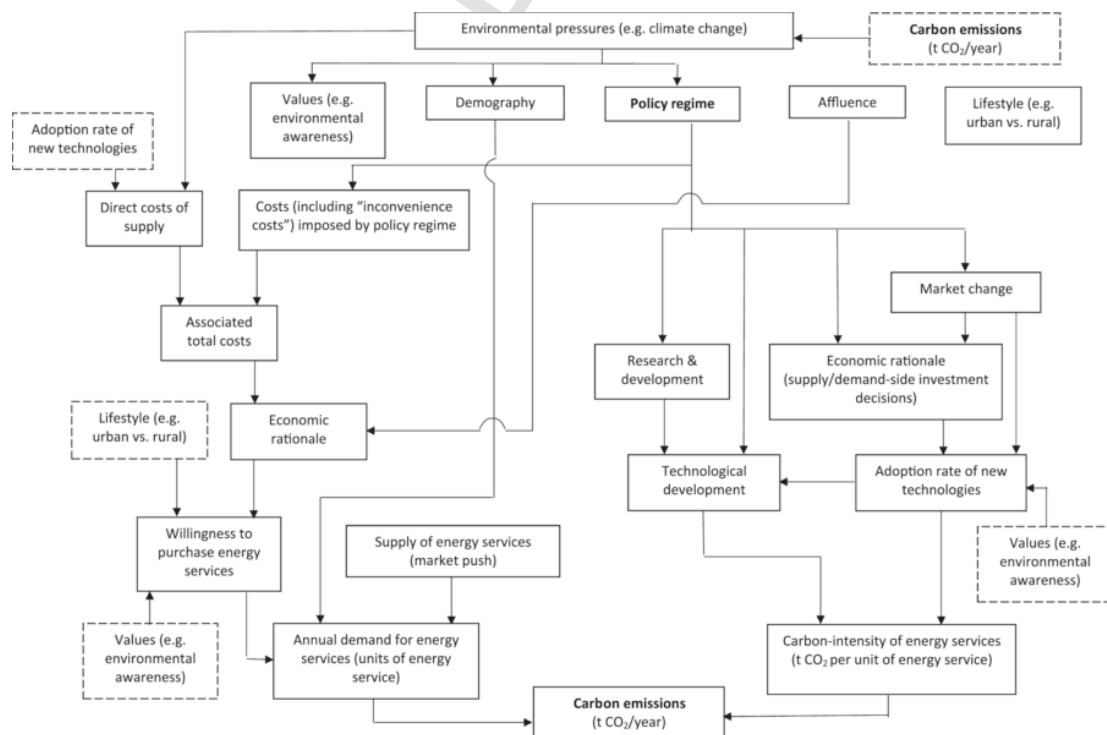 Environmental pressures (e.g. climate change)
Carbon emissions
(t CO₂/year)
Values (e.g.
environmental
awareness)
Demography
Policy regime
Affluence
Lifestyle (e.g.
urban vs. rural)
Adoption rate of
new technologies
Direct costs of
supply
Costs (including “inconvenience
costs”) imposed by policy regime
Market change
Associated
total costs
Research &
development
Economic rationale
(supply/demand-side investment
decisions)
Lifestyle (e.g.
urban vs. rural)
Economic
rationale
Technological
development
Adoption rate of new
technologies
Willingness to
purchase energy
services
Supply of energy services
(market push)
Values (e.g.
environmental
awareness)
Values (e.g.
environmental
awareness)
Annual demand for energy
services (units of energy
service)
Carbon-intensity of energy services
(t CO₂ per unit of energy service)
Carbon emissions
(t CO₂/year)